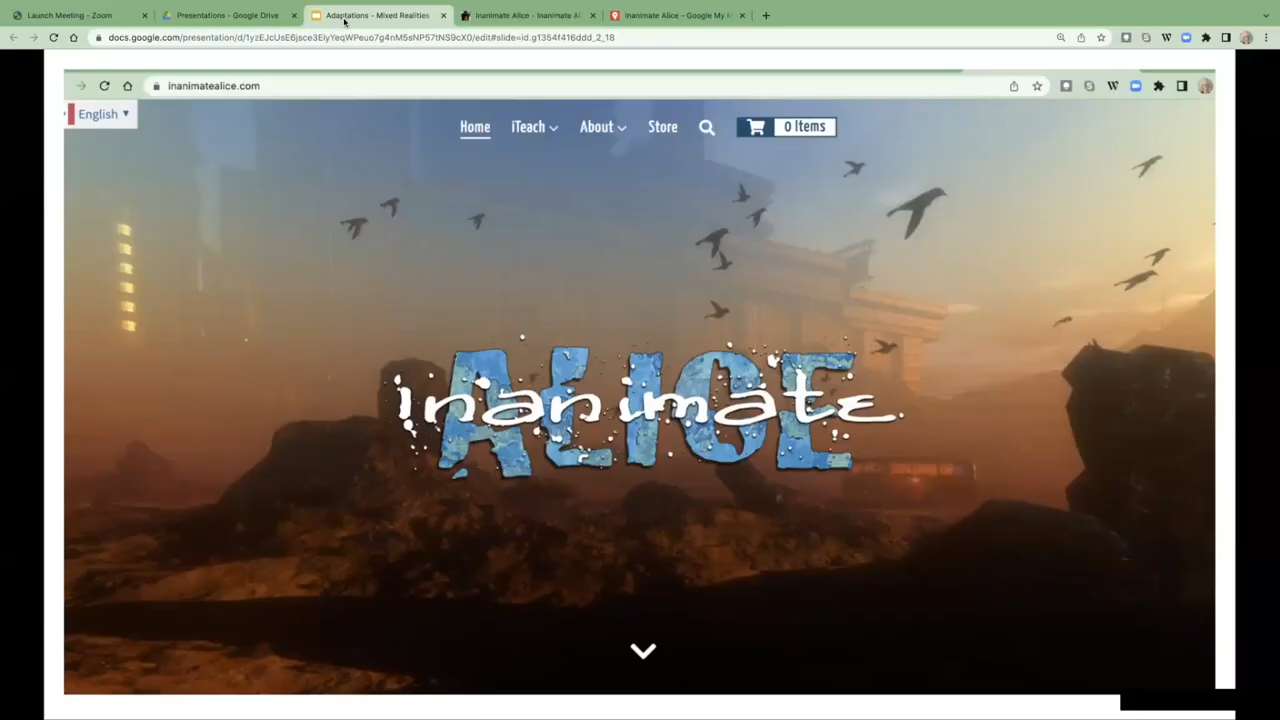 Launch Meeting - Zoom
Presentations - Google Drive
Adaptations - Mixed Realities
Inanimate Alice - Inanimate Al
Inanimate Alice – Google My M
docs.google.com/presentation/d/1yzEJcUsE6jsce3ElyYeqWPeuo7g4nM5sNP57tNS9cX0/edit#slide=id.g1354f416ddd_2_18
inanimatealice.com
English ▼
Home iTeach About Store 0 Items
ALICE
inanimate